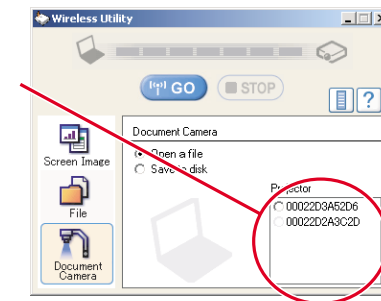 Wireless Utility
GO
STOP
?
Document Camera
Open a file
Save to disk
Projector
00022D3A52D6
00022D2A3C2D
Screen Image
File
Document
Camera